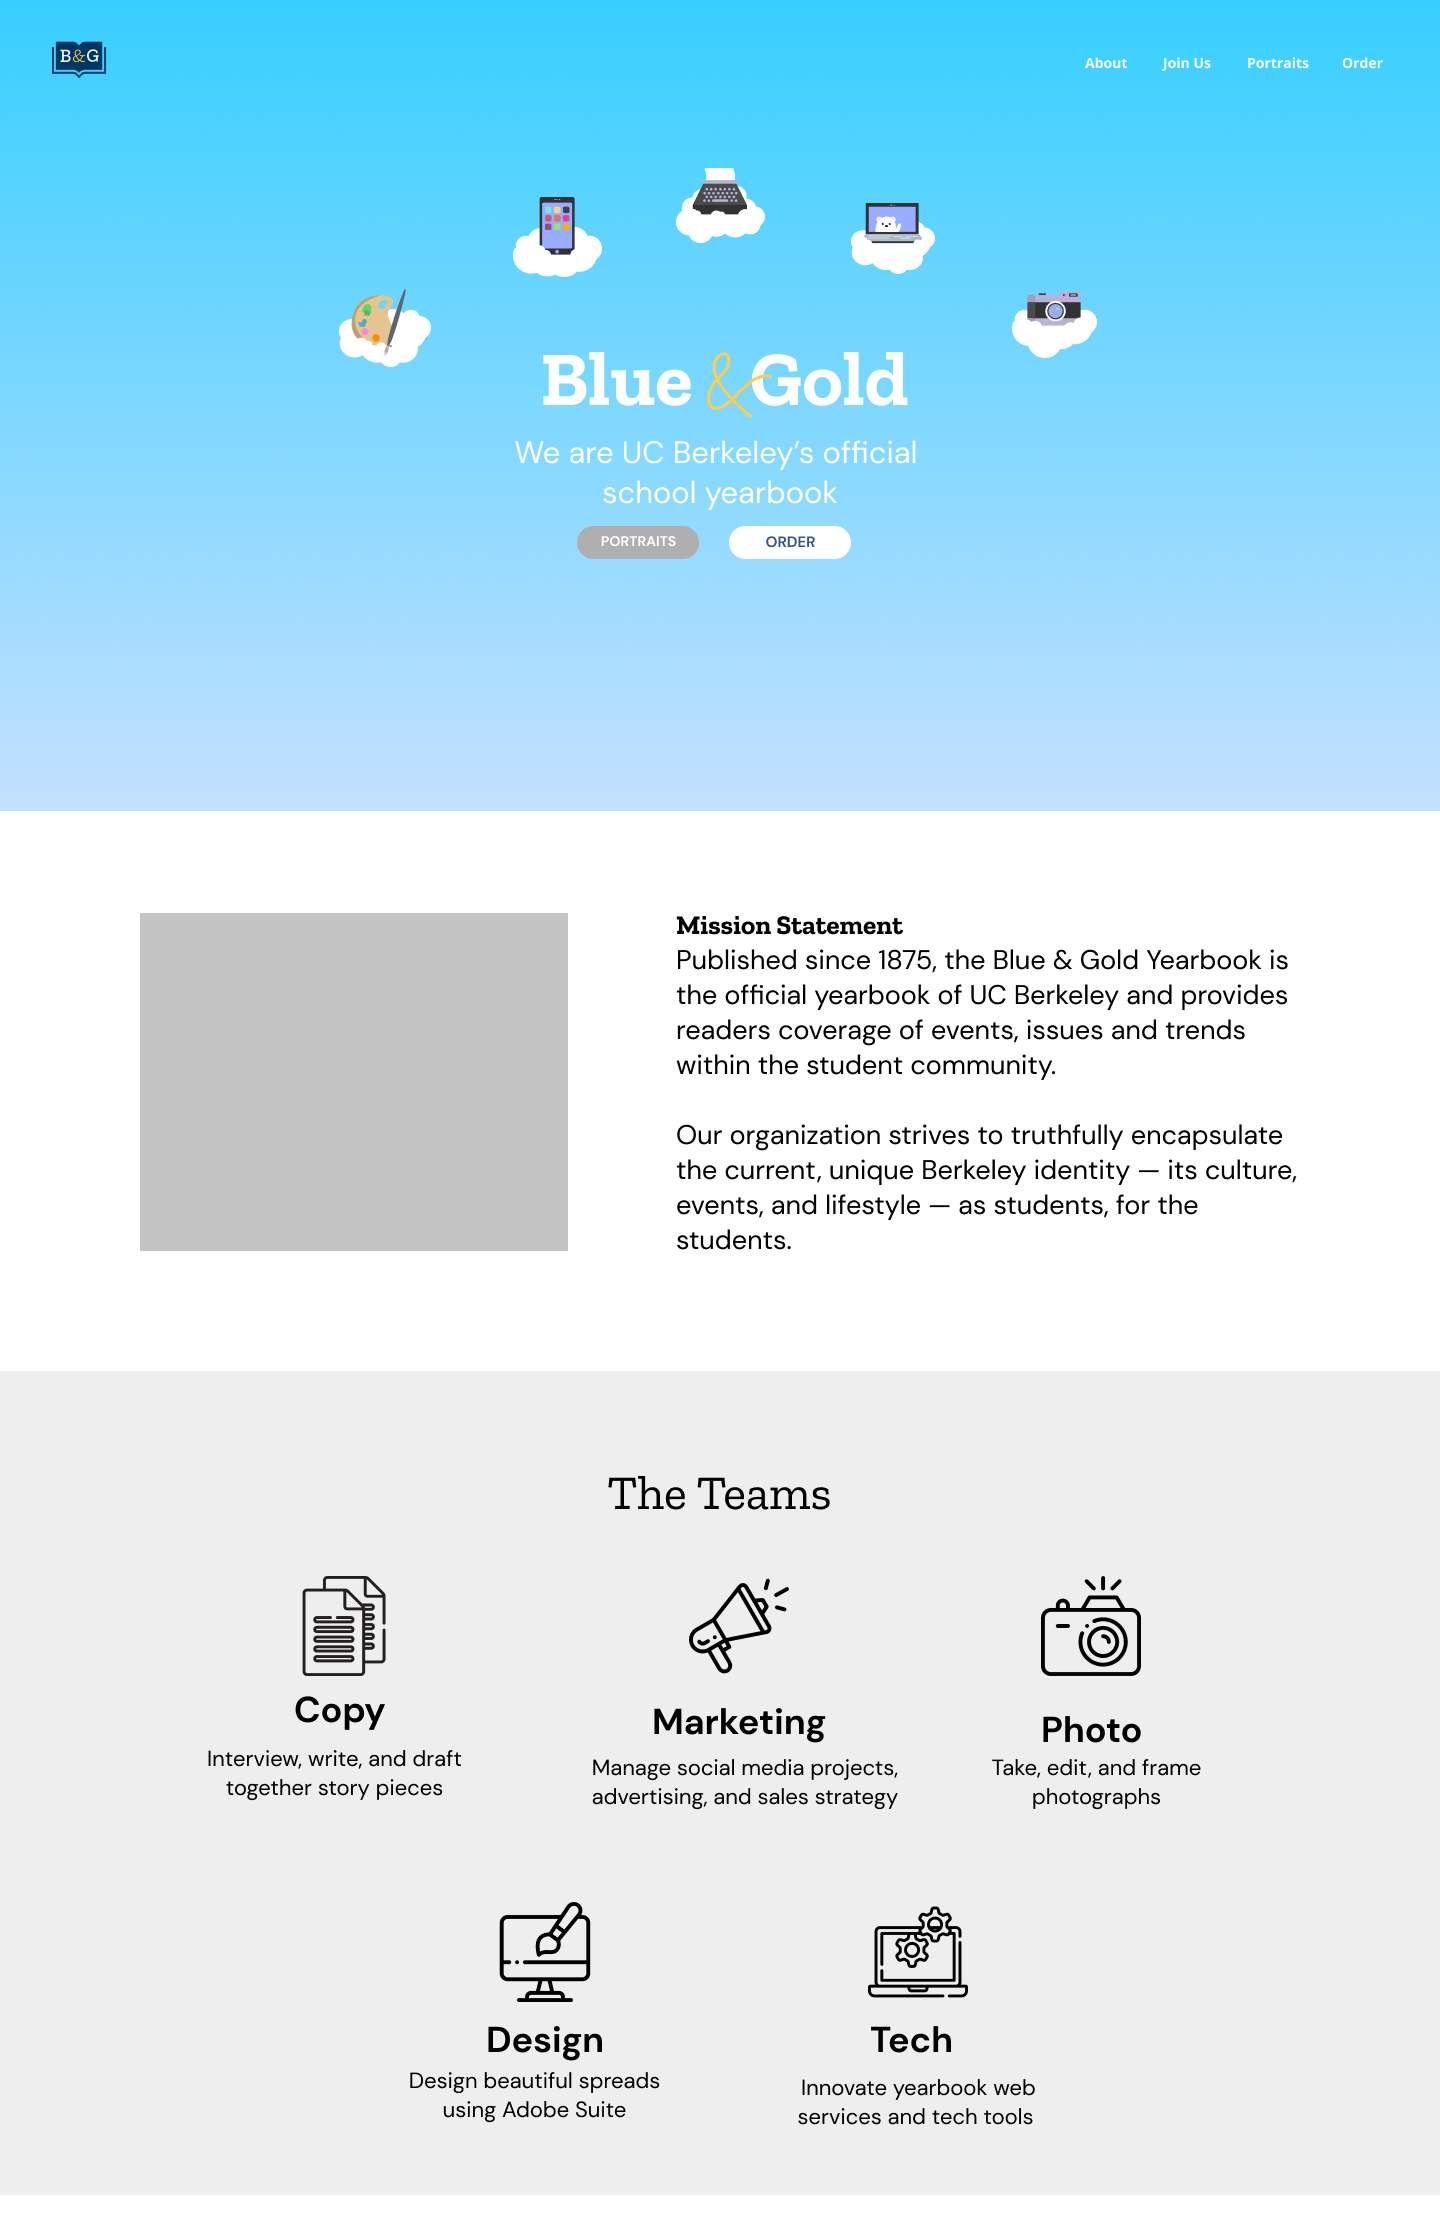 B&G
About Join Us Portraits Order
Blue & Gold
We are UC Berkeley’s official
school yearbook
PORTRAITS ORDER
Mission Statement
Published since 1875, the Blue & Gold Yearbook is
the official yearbook of UC Berkeley and provides
readers coverage of events, issues and trends
within the student community.
Our organization strives to truthfully encapsulate
the current, unique Berkeley identity — its culture,
events, and lifestyle — as students, for the
students.
The Teams
Copy
Interview, write, and draft
together story pieces
Marketing
Manage social media projects,
advertising, and sales strategy
Photo
Take, edit, and frame
photographs
Design
Design beautiful spreads
using Adobe Suite
Tech
Innovate yearbook web
services and tech tools